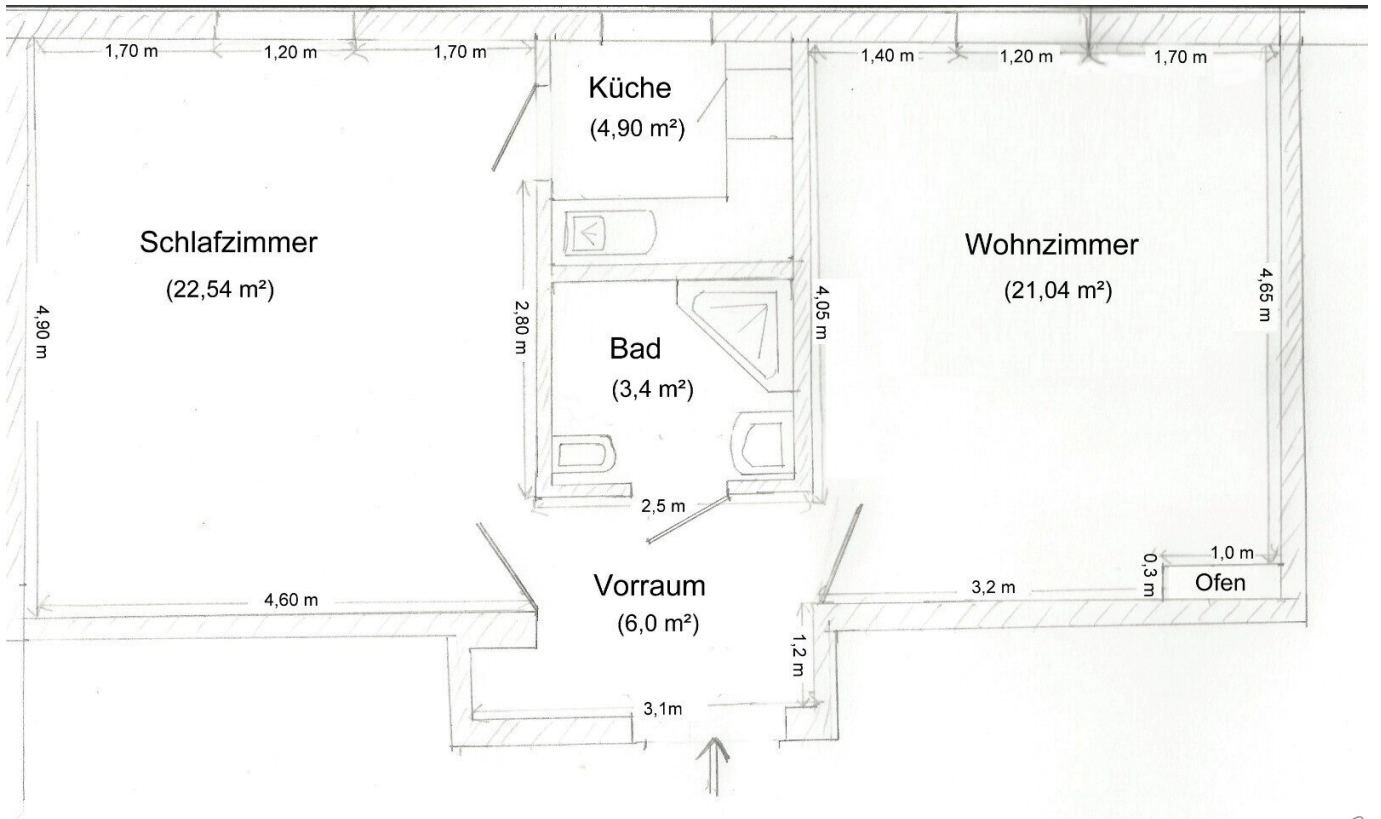 1,70 m
1,20 m
1,70 m
Küche
(4,90 m²)
1,40 m
1,20 m
1,70 m
Schlafzimmer
(22,54 m²)
Wohnzimmer
(21,04 m²)
4,90 m
2,80 m
Bad
(3,4 m²)
4,05 m
4,65 m
2,5 m
4,60 m
Vorraum
(6,0 m²)
1,2 m
3,2 m
0,3 m
1,0 m
Ofen
3,1m